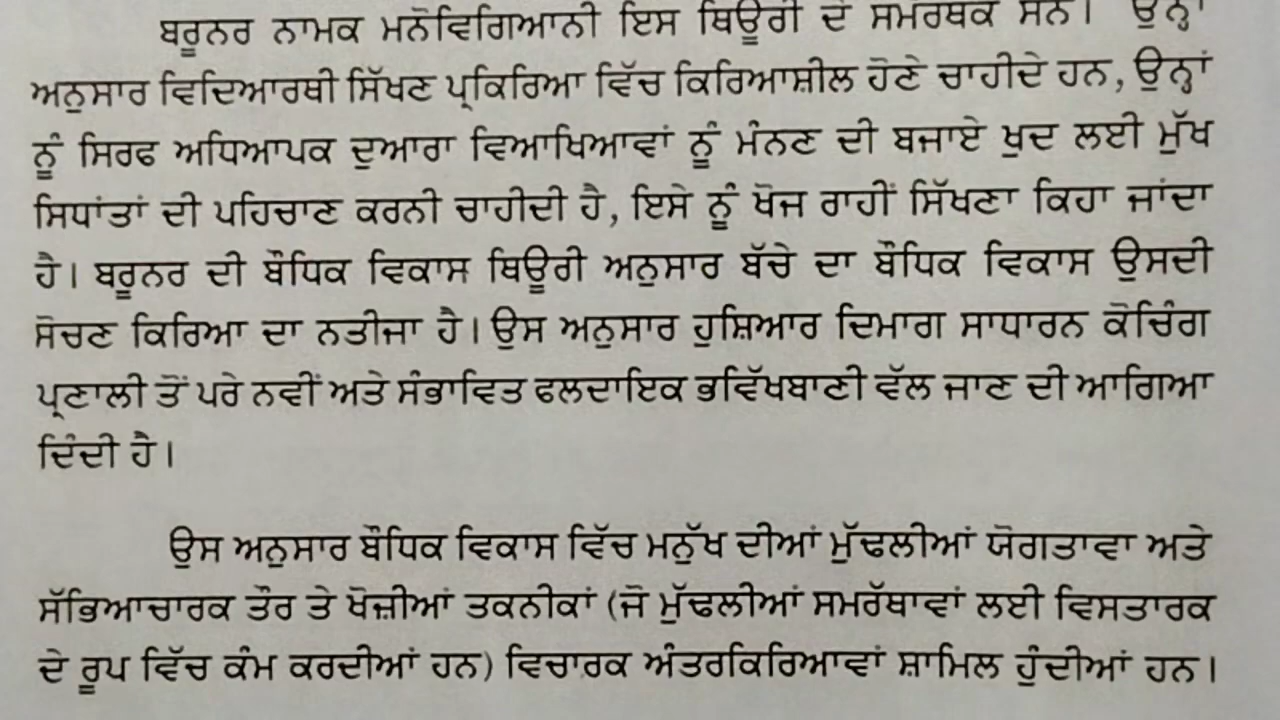 ਬਰੂਨਰ ਨਾਮਕ ਮਨੋਵਿਗਿਆਨੀ ਇਸ ਥਿਊਰੀ ਦੇ ਸਮਰਥਕ ਸਨ। ਉਨ੍ਹਾਂ
ਅਨੁਸਾਰ ਵਿਦਿਆਰਥੀ ਸਿੱਖਣ ਪ੍ਰਕਿਰਿਆ ਵਿੱਚ ਕਿਰਿਆਸ਼ੀਲ ਹੋਣੇ ਚਾਹੀਦੇ ਹਨ, ਉਨ੍ਹਾਂ
ਨੂੰ ਸਿਰਫ ਅਧਿਆਪਕ ਦੁਆਰਾ ਵਿਆਖਿਆਵਾਂ ਨੂੰ ਮੰਨਣ ਦੀ ਬਜਾਏ ਖੁਦ ਲਈ ਮੁੱਖ
ਸਿਧਾਂਤਾਂ ਦੀ ਪਹਿਚਾਣ ਕਰਨੀ ਚਾਹੀਦੀ ਹੈ, ਇਸੇ ਨੂੰ ਖੋਜ ਰਾਹੀਂ ਸਿੱਖਣਾ ਕਿਹਾ ਜਾਂਦਾ
ਹੈ। ਬਰੂਨਰ ਦੀ ਬੌਧਿਕ ਵਿਕਾਸ ਥਿਊਰੀ ਅਨੁਸਾਰ ਬੱਚੇ ਦਾ ਬੌਧਿਕ ਵਿਕਾਸ ਉਸਦੀ
ਸੋਚਣ ਕਿਰਿਆ ਦਾ ਨਤੀਜਾ ਹੈ। ਉਸ ਅਨੁਸਾਰ ਹੁਸ਼ਿਆਰ ਦਿਮਾਗ ਸਾਧਾਰਨ ਕੋਚਿੰਗ
ਪ੍ਰਣਾਲੀ ਤੋਂ ਪਰੇ ਨਵੀਂ ਅਤੇ ਸੰਭਾਵਿਤ ਫਲਦਾਇਕ ਭਵਿੱਖਬਾਣੀ ਵੱਲ ਜਾਣ ਦੀ ਆਗਿਆ
ਦਿੰਦੀ ਹੈ।
ਉਸ ਅਨੁਸਾਰ ਬੌਧਿਕ ਵਿਕਾਸ ਵਿੱਚ ਮਨੁੱਖ ਦੀਆਂ ਮੁੱਢਲੀਆਂ ਯੋਗਤਾਵਾ ਅਤੇ
ਸੱਭਿਆਚਾਰਕ ਤੌਰ ਤੇ ਖੋਜ਼ੀਆਂ ਤਕਨੀਕਾਂ (ਜੋ ਮੁੱਢਲੀਆਂ ਸਮਰੱਥਾਵਾਂ ਲਈ ਵਿਸਤਾਰਕ
ਦੇ ਰੂਪ ਵਿੱਚ ਕੰਮ ਕਰਦੀਆਂ ਹਨ) ਵਿਚਾਰਕ ਅੰਤਰਕਿਰਿਆਵਾਂ ਸ਼ਾਮਿਲ ਹੁੰਦੀਆਂ ਹਨ।